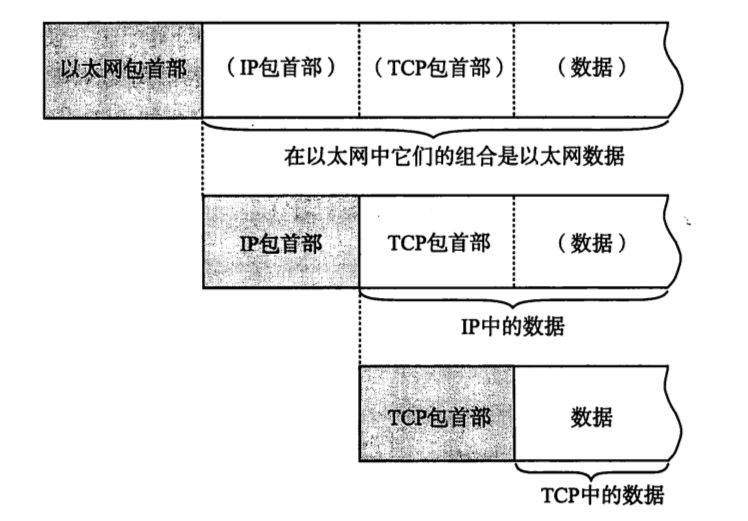 以太网包首部 （IP包首部） （TCP包首部） （数据）
在以太网中它们的组合是以太网数据
IP包首部 TCP包首部 （数据）
IP中的数据
TCP包首部 数据
TCP中的数据